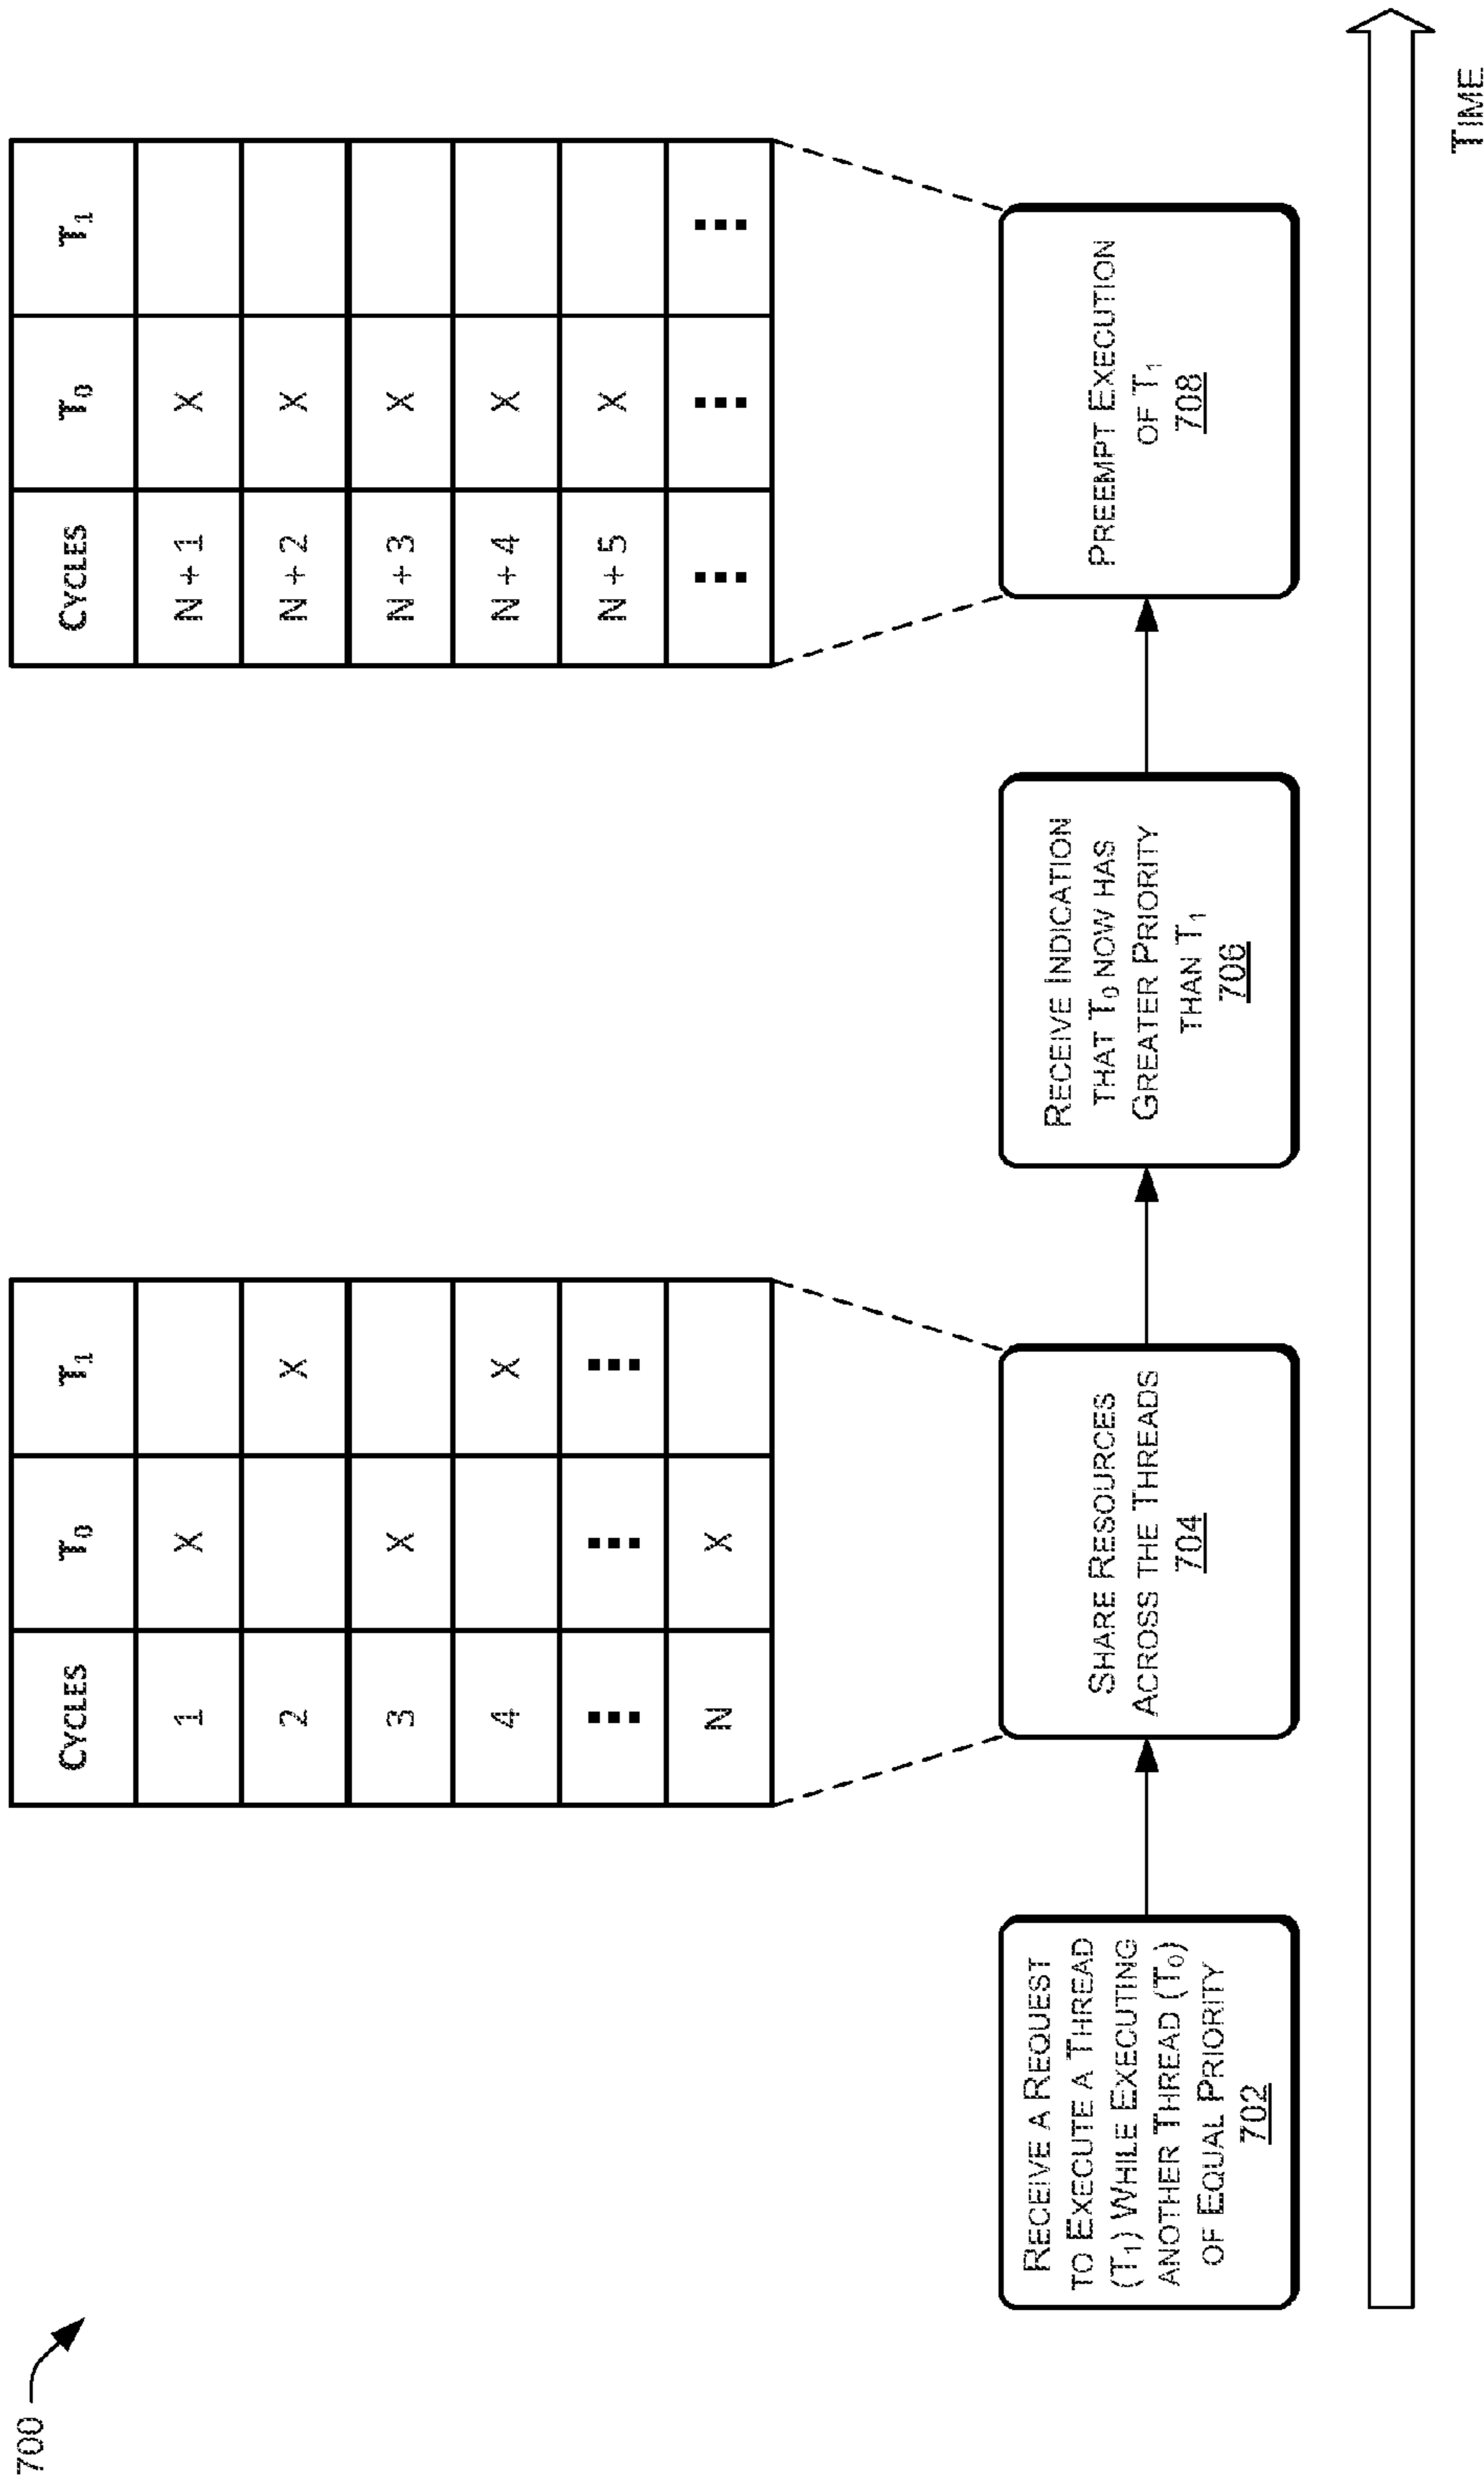 700
CYCLES T₀ T₁
1 X
2 X
3 X
4 X
⋮ ⋮ ⋮
N X
CYCLES T₀ T₁
N + 1 X
N + 2 X
N + 3 X
N + 4 X
N + 5 X
⋮ ⋮ ⋮
RECEIVE A REQUEST
TO EXECUTE A THREAD
(T₁) WHILE EXECUTING
ANOTHER THREAD (T₀)
OF EQUAL PRIORITY
702
SHARE RESOURCES
ACROSS THE THREADS
704
RECEIVE INDICATION
THAT T₀ NOW HAS
GREATER PRIORITY
THAN T₁
706
PREEMPT EXECUTION
OF T₁
708
TIME